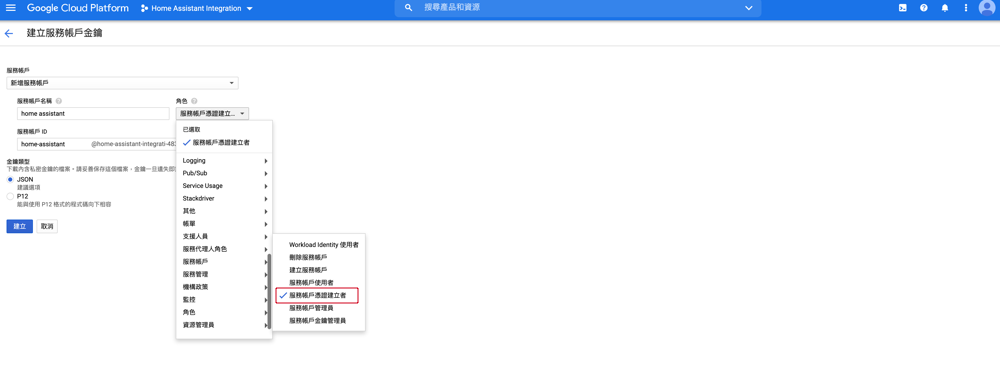 Google Cloud Platform
Home Assistant Integration
搜尋產品和資源
建立服務帳戶金鑰
服務帳戶
新增服務帳戶
服務帳戶名稱
角色
home assistant
服務帳戶憑證建立...
服務帳戶 ID
home-assistant
@home-assistant-integrati-482
已選取
服務帳戶憑證建立者
金鑰類型
下載內含私密金鑰的檔案。請妥善保存這個檔案，金鑰一旦遺失即
JSON
建議選項
P12
能與使用 P12 格式的程式碼向下相容
建立
取消
Logging
Pub/Sub
Service Usage
Stackdriver
其他
帳單
支援人員
服務代理人角色
服務帳戶
服務管理
機構政策
監控
角色
資源管理員
Workload Identity 使用者
刪除服務帳戶
建立服務帳戶
服務帳戶使用者
服務帳戶憑證建立者
服務帳戶管理員
服務帳戶金鑰管理員